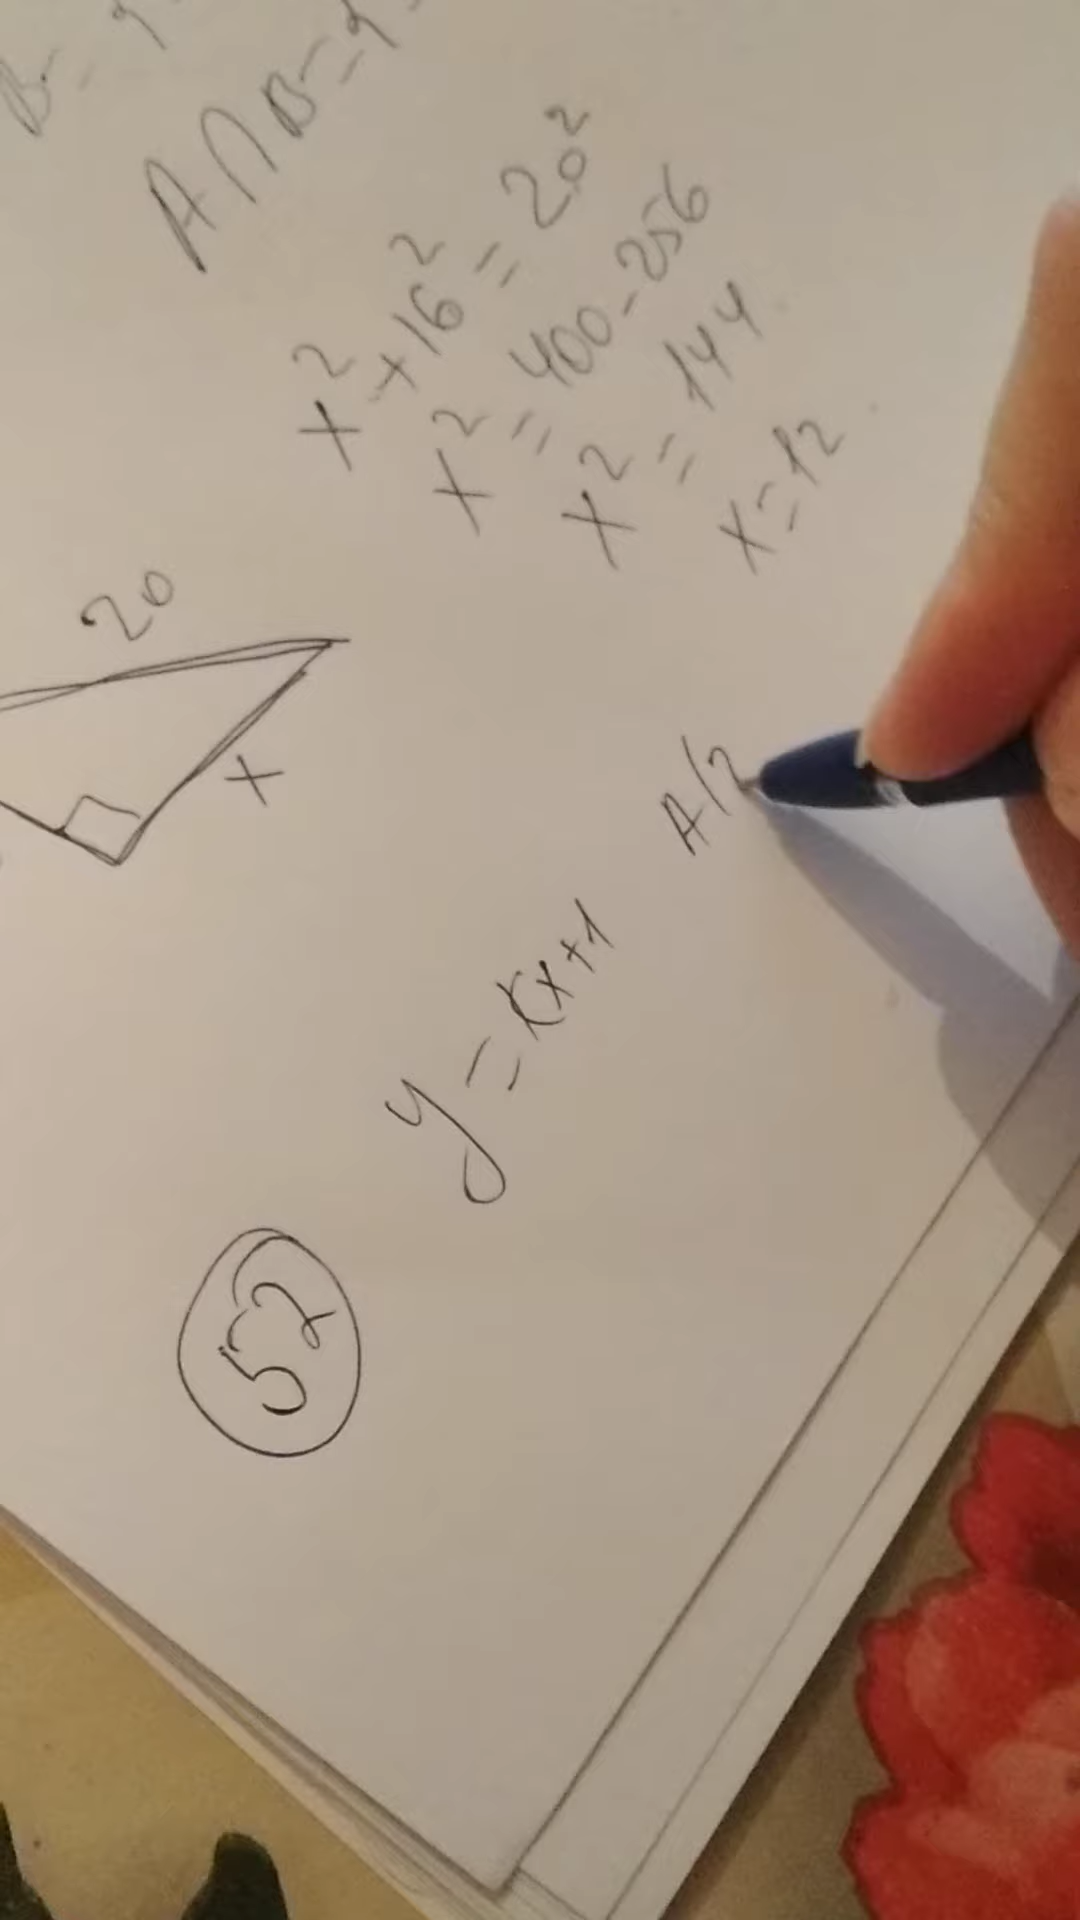 A∩B=
x²+16²=20²
x²=400-256
x²=144
x=12
20
x
52
y=kx+1
A(2